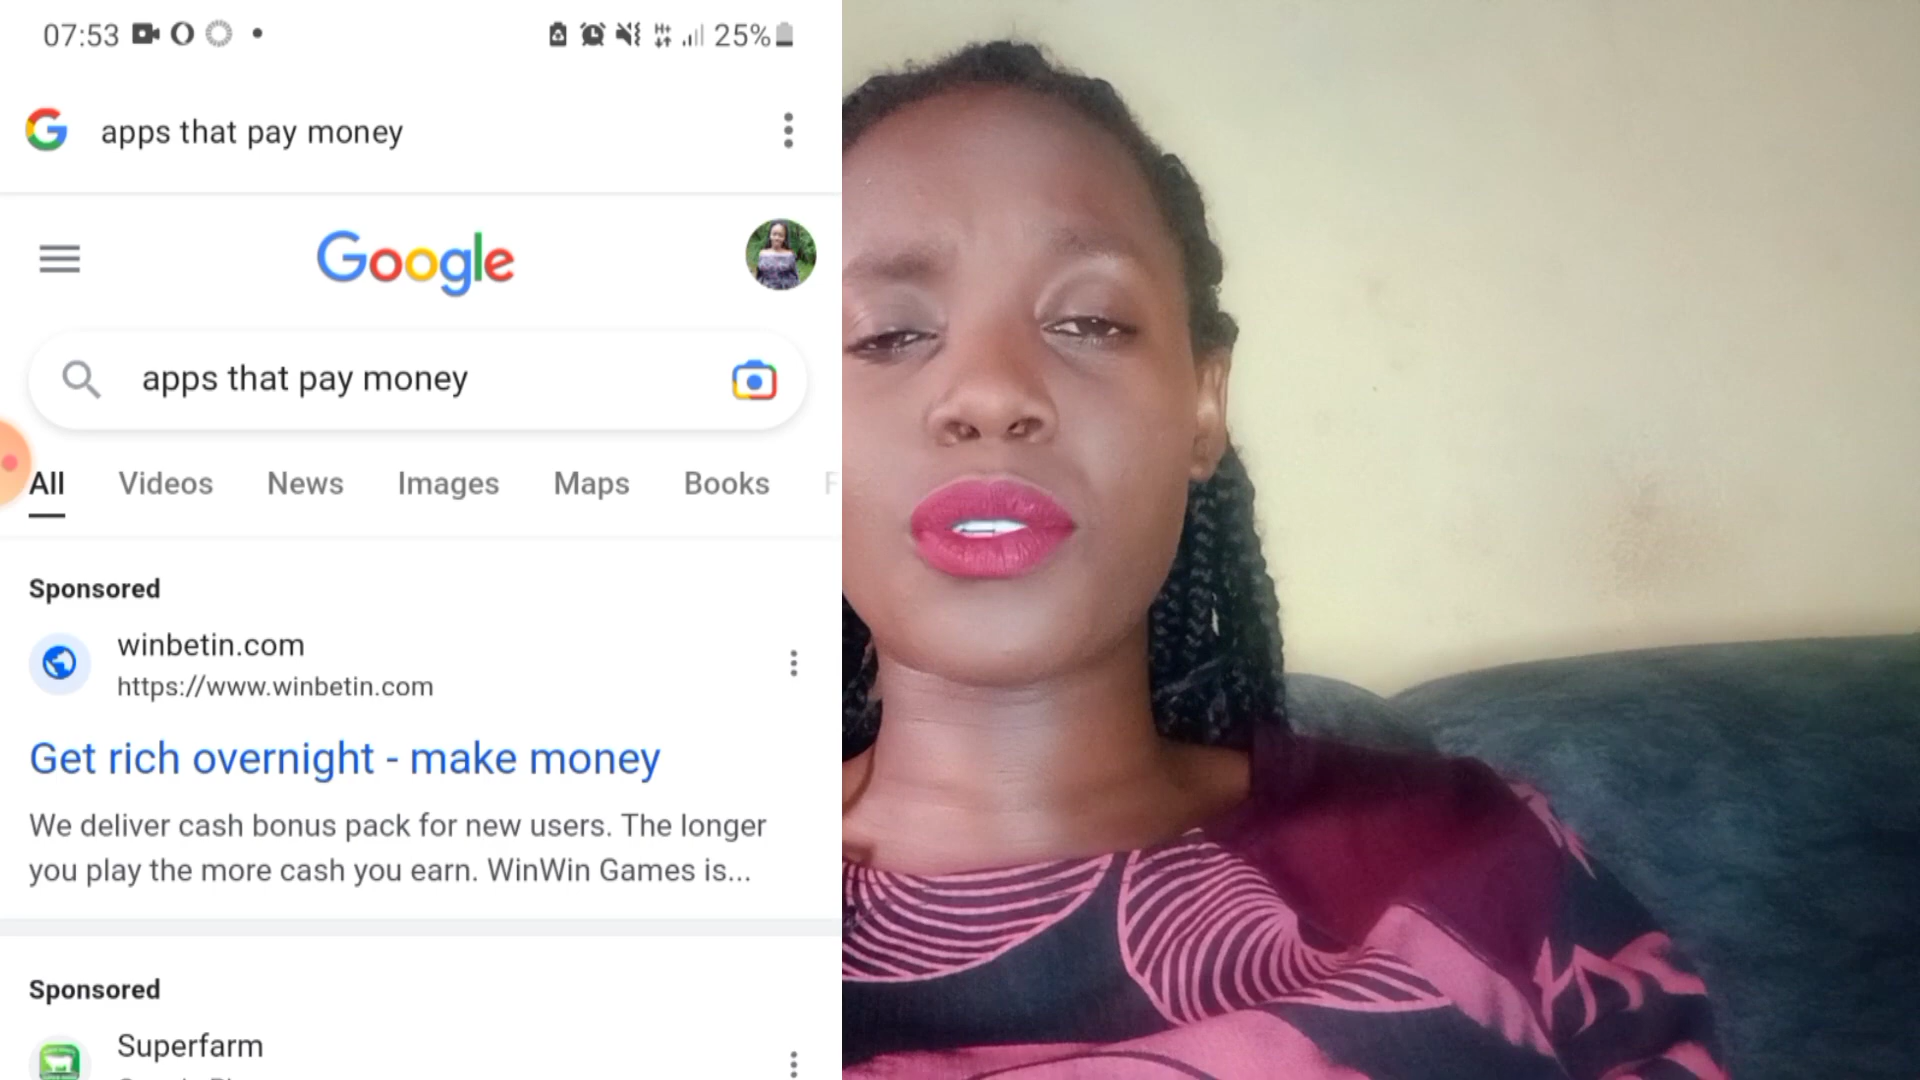 07:53
25%
apps that pay money
Google
apps that pay money
All Videos News Images Maps Books F
Sponsored
winbetin.com
https://www.winbetin.com
Get rich overnight - make money
We deliver cash bonus pack for new users. The longer
you play the more cash you earn. WinWin Games is...
Sponsored
Superfarm